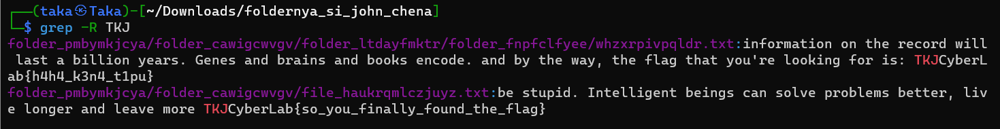 ┌──(taka㉿Taka)-[~/Downloads/foldernya_si_john_chena]
└─$ grep -R TKJ
folder_pmbymkjcya/folder_cawigcwvgv/folder_ltdayfmktr/folder_fnpfclfyee/whzxrpivpqldr.txt:information on the record will
 last a billion years. Genes and brains and books encode. and by the way, the flag that you're looking for is: TKJCyberL
ab{h4h4_k3n4_t1pu}
folder_pmbymkjcya/folder_cawigcwvgv/file_haukrqmlczjuyz.txt:be stupid. Intelligent beings can solve problems better, liv
e longer and leave more TKJCyberLab{so_you_finally_found_the_flag}